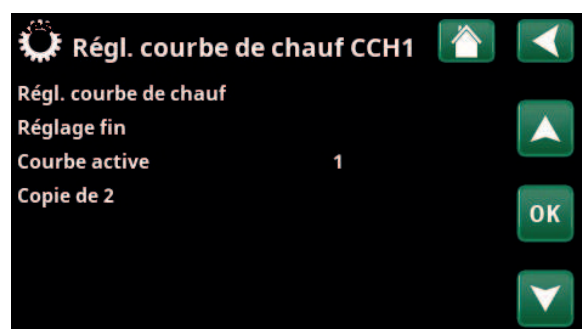 Régl. courbe de chauf CCH1
Régl. courbe de chauf
Réglage fin
Courbe active 1
Copie de 2
OK